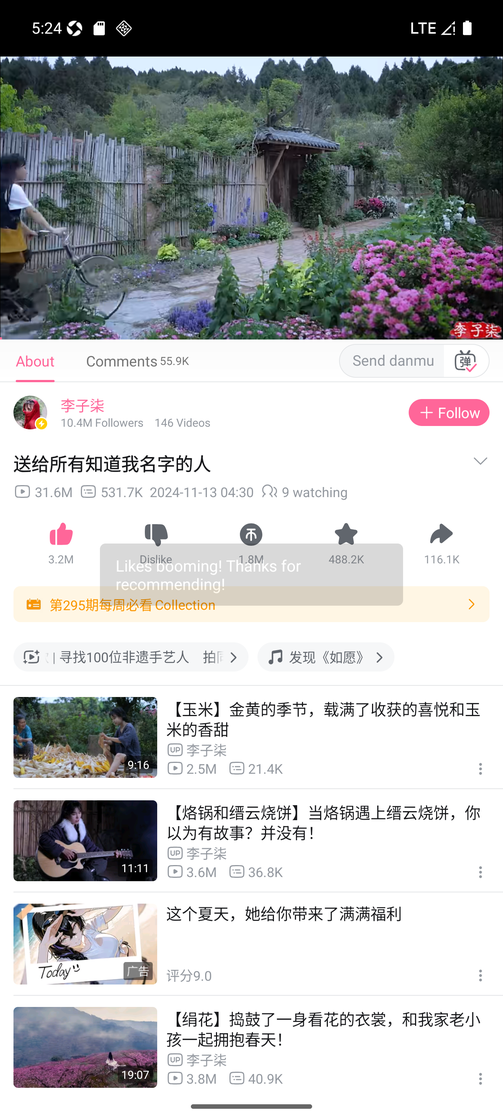 5:24
LTE
李子柒
About
Comments 55.9K
Send danmu
弹
李子柒
10.4M Followers 146 Videos
+ Follow
送给所有知道我名字的人
31.6M 531.7K 2024-11-13 04:30 9 watching
3.2M
Dislike
1.8M
488.2K
116.1K
Likes booming! Thanks for
recommending!
第295期每周必看 Collection
| 寻找100位非遗手艺人 拍
发现《如愿》
【玉米】金黄的季节，载满了收获的喜悦和玉
米的香甜
9:16
UP 李子柒
2.5M 21.4K
【烙锅和缙云烧饼】当烙锅遇上缙云烧饼，你
以为有故事？并没有！
11:11
UP 李子柒
3.6M 36.8K
这个夏天，她给你带来了满满福利
Today
广告
评分9.0
【绢花】捣鼓了一身看花的衣裳，和我家老小
孩一起拥抱春天！
19:07
UP 李子柒
3.8M 40.9K